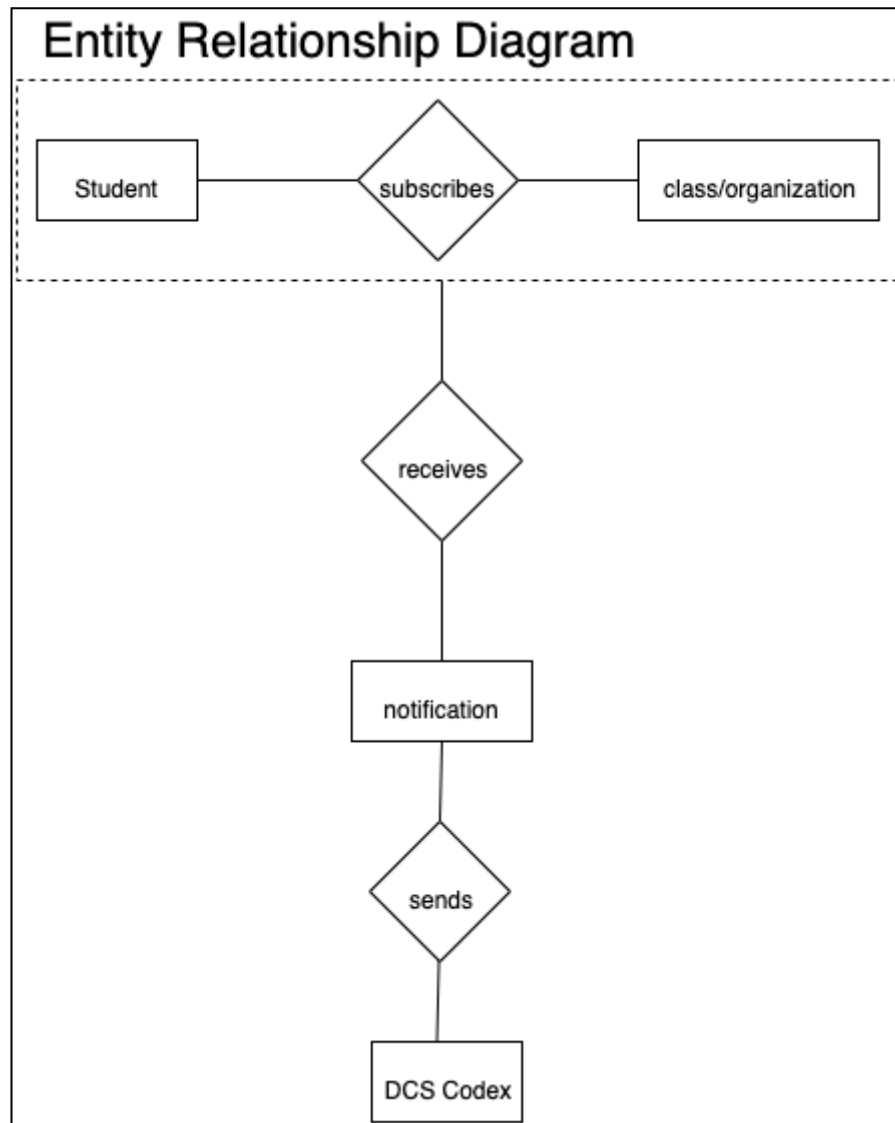 Entity Relationship Diagram
Student
subscribes
class/organization
receives
notification
sends
DCS Codex